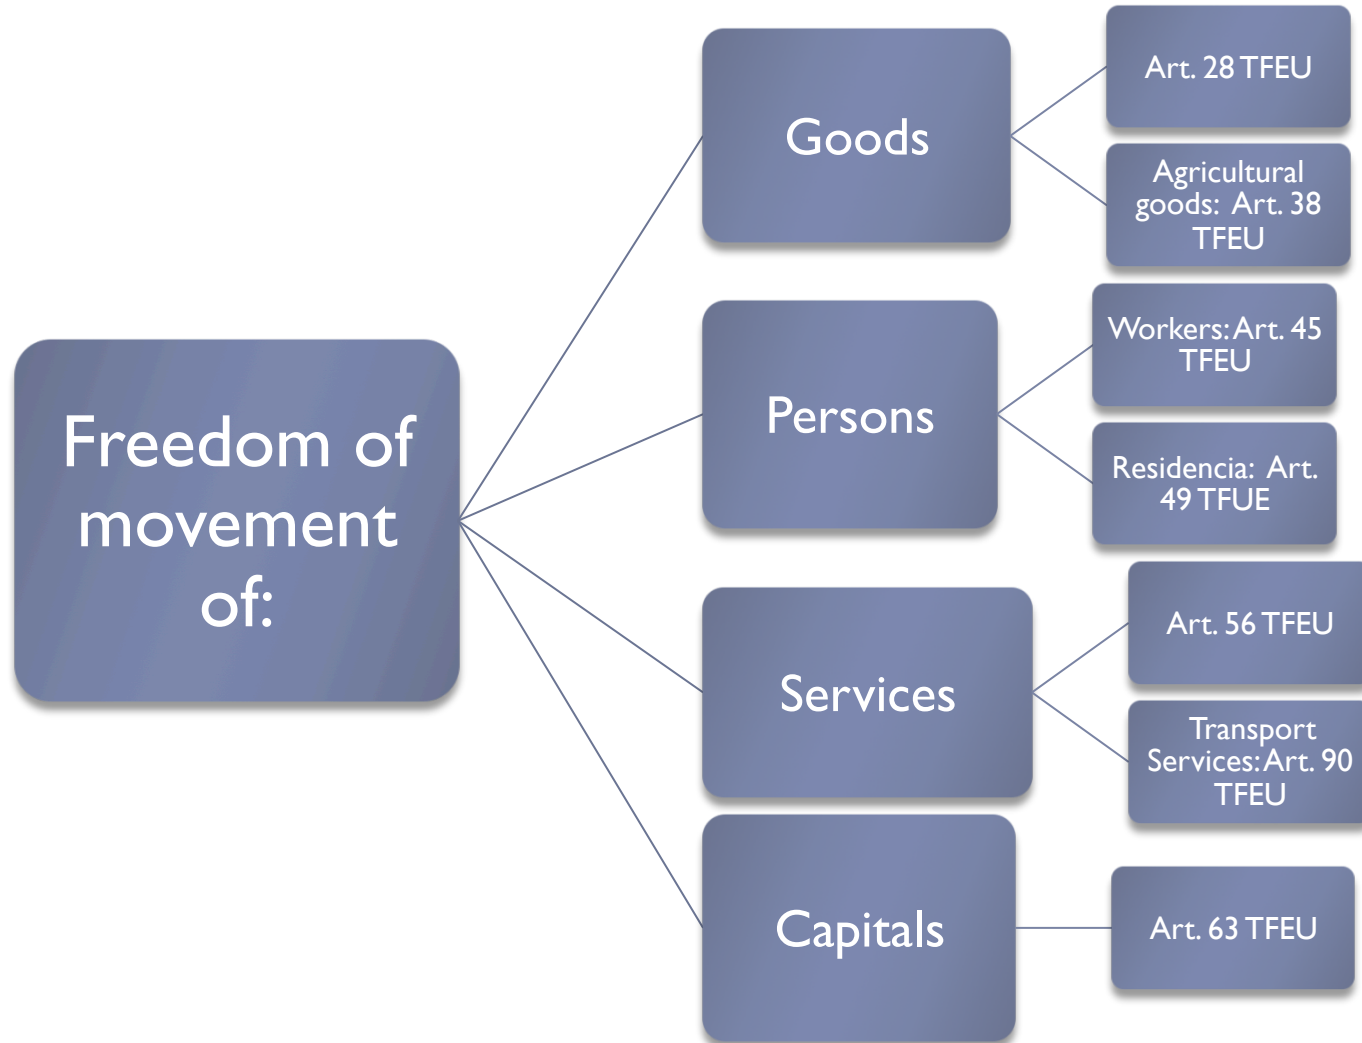 Freedom of
movement
of:
Goods
Art. 28 TFEU
Agricultural
goods: Art. 38
TFEU
Persons
Workers: Art. 45
TFEU
Residencia: Art.
49 TFUE
Services
Art. 56 TFEU
Transport
Services: Art. 90
TFEU
Capitals
Art. 63 TFEU